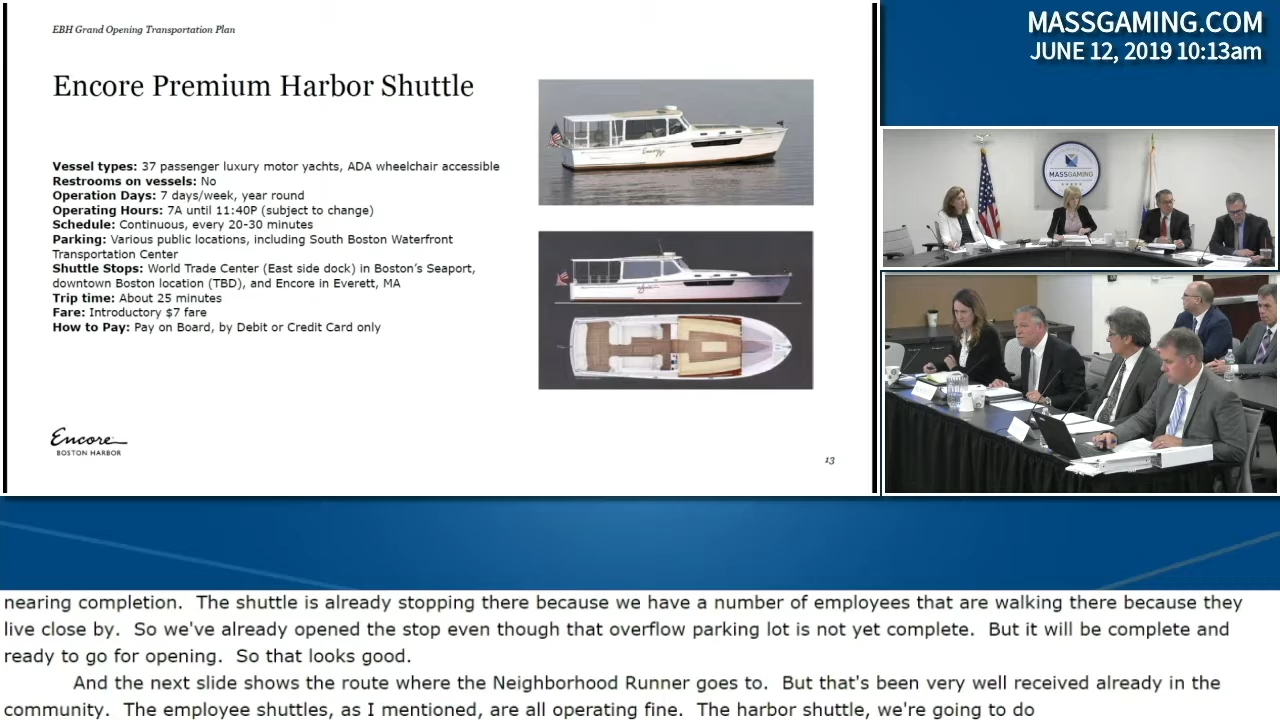 EBH Grand Opening Transportation Plan
Encore Premium Harbor Shuttle
Vessel types: 37 passenger luxury motor yachts, ADA wheelchair accessible
Restrooms on vessels: No
Operation Days: 7 days/week, year round
Operating Hours: 7A until 11:40P (subject to change)
Schedule: Continuous, every 20-30 minutes
Parking: Various public locations, including South Boston Waterfront
Transportation Center
Shuttle Stops: World Trade Center (East side dock) in Boston's Seaport,
downtown Boston location (TBD), and Encore in Everett, MA
Trip time: About 25 minutes
Fare: Introductory $7 fare
How to Pay: Pay on Board, by Debit or Credit Card only
Encore
BOSTON HARBOR
13
MASSGAMING.COM
JUNE 12, 2019 10:13am
MASSGAMING
nearing completion.  The shuttle is already stopping there because we have a number of employees that are walking there because they
live close by.  So we've already opened the stop even though that overflow parking lot is not yet complete.  But it will be complete and
ready to go for opening.  So that looks good.
And the next slide shows the route where the Neighborhood Runner goes to.  But that's been very well received already in the
community.  The employee shuttles, as I mentioned, are all operating fine.  The harbor shuttle, we're going to do